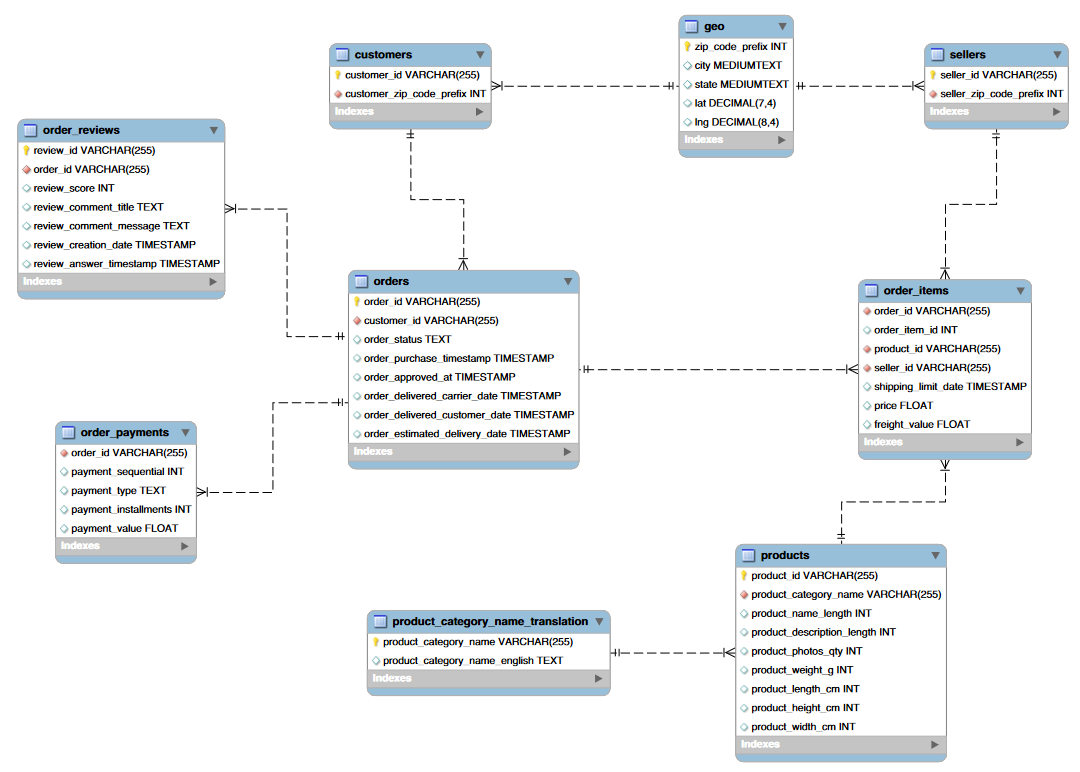 geo
zip_code_prefix INT
city MEDIUMTEXT
state MEDIUMTEXT
lat DECIMAL(7,4)
lng DECIMAL(8,4)
Indexes
customers
customer_id VARCHAR(255)
customer_zip_code_prefix INT
Indexes
sellers
seller_id VARCHAR(255)
seller_zip_code_prefix INT
Indexes
order_reviews
review_id VARCHAR(255)
order_id VARCHAR(255)
review_score INT
review_comment_title TEXT
review_comment_message TEXT
review_creation_date TIMESTAMP
review_answer_timestamp TIMESTAMP
Indexes
orders
order_id VARCHAR(255)
customer_id VARCHAR(255)
order_status TEXT
order_purchase_timestamp TIMESTAMP
order_approved_at TIMESTAMP
order_delivered_carrier_date TIMESTAMP
order_delivered_customer_date TIMESTAMP
order_estimated_delivery_date TIMESTAMP
Indexes
order_items
order_id VARCHAR(255)
order_item_id INT
product_id VARCHAR(255)
seller_id VARCHAR(255)
shipping_limit_date TIMESTAMP
price FLOAT
freight_value FLOAT
Indexes
order_payments
order_id VARCHAR(255)
payment_sequential INT
payment_type TEXT
payment_installments INT
payment_value FLOAT
Indexes
products
product_id VARCHAR(255)
product_category_name VARCHAR(255)
product_name_length INT
product_description_length INT
product_photos_qty INT
product_weight_g INT
product_length_cm INT
product_height_cm INT
product_width_cm INT
Indexes
product_category_name_translation
product_category_name VARCHAR(255)
product_category_name_english TEXT
Indexes